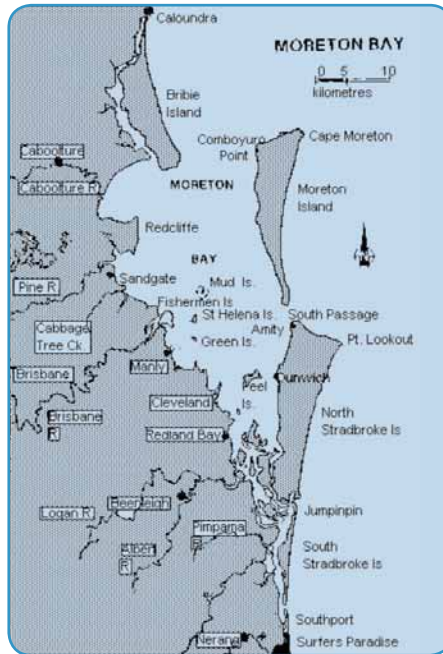 Caloundra
MORETON BAY
0 5 10
kilometres
Bribie
Island
Comboyuro
Point
Cape Moreton
Caboolture
Caboolture R
MORETON
Moreton
Island
Redcliffe
BAY
Sandgate
Mud Is.
Pine R
Fishermen Is
St Helena Is.
South Passage
Amity
Pt. Lookout
Cabbage
Tree Ck.
Green Is.
Manly
Brisbane
Peel
Is.
Dunwich
Cleveland
North
Stradbroke Is
Brisbane
R
Redland Bay
Beenleigh
Logan R
Jumpinpin
Pimpama
R
Albert
R
South
Stradbroke Is
Southport
Nerang
Surfers Paradise